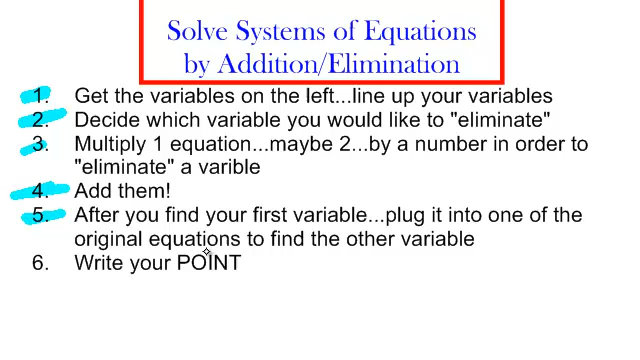 Solve Systems of Equations
by Addition/Elimination
1. Get the variables on the left...line up your variables
2. Decide which variable you would like to "eliminate"
3. Multiply 1 equation...maybe 2...by a number in order to
"eliminate" a varible
4. Add them!
5. After you find your first variable...plug it into one of the
original equations to find the other variable
6. Write your POINT